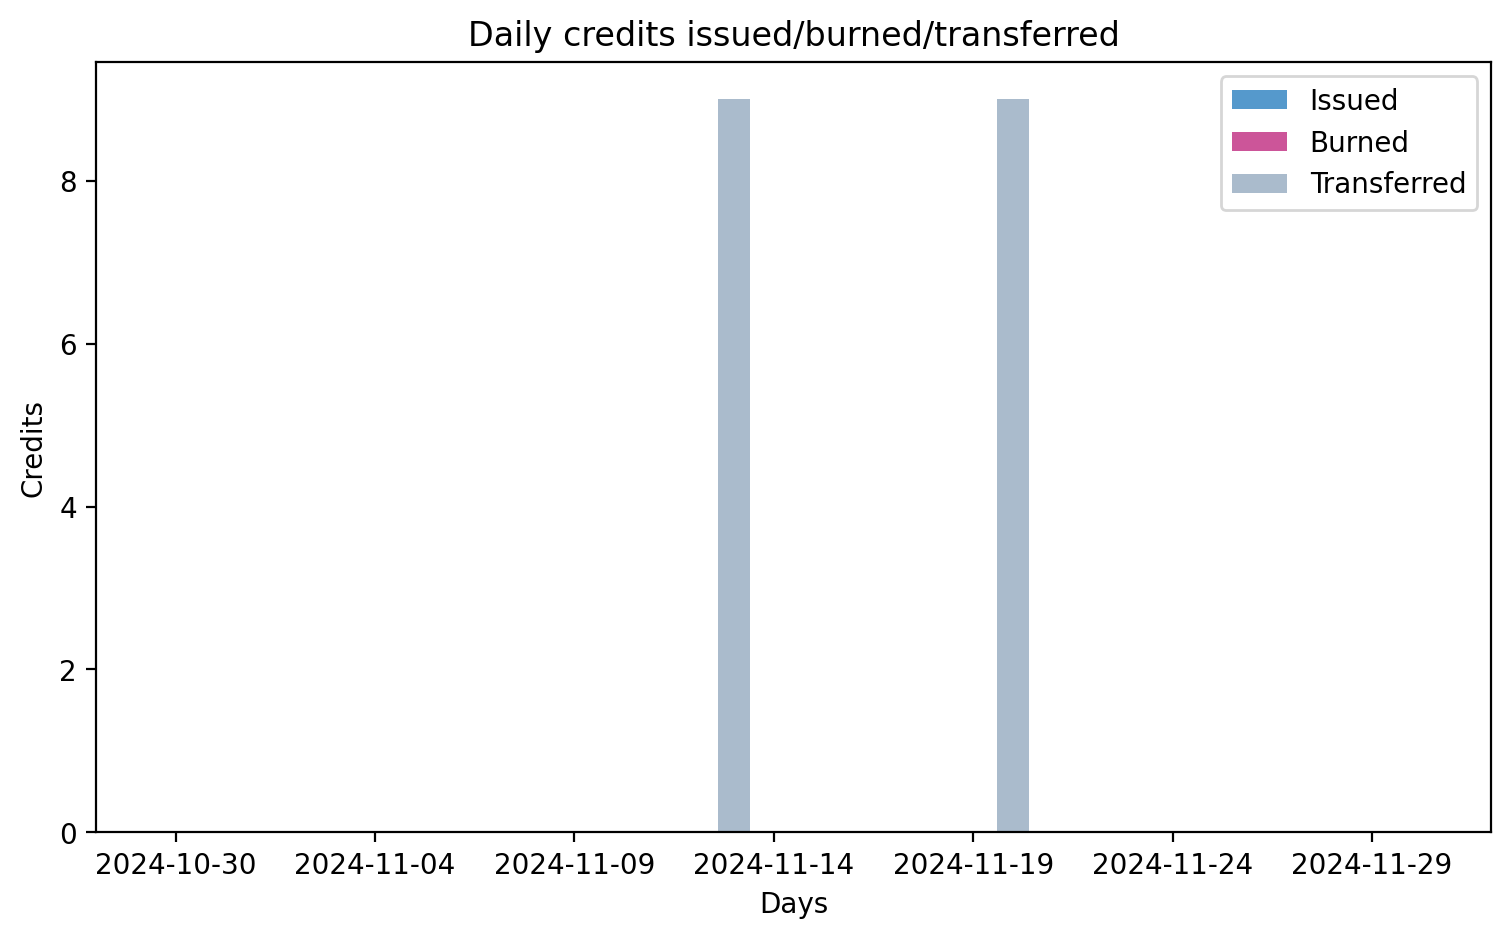 Daily credits issued/burned/transferred
Issued
Burned
Transferred
8
6
4
2
0
Credits
2024-10-30 2024-11-04 2024-11-09 2024-11-14 2024-11-19 2024-11-24 2024-11-29
Days